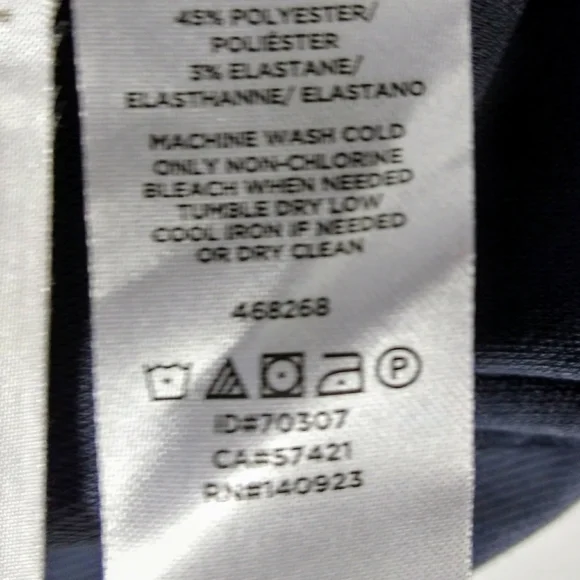 45% POLYESTER/
POLIÉSTER
3% ELASTANE/
ELASTHANNE/ ELASTANO
MACHINE WASH COLD
ONLY NON-CHLORINE
BLEACH WHEN NEEDED
TUMBLE DRY LOW
COOL IRON IF NEEDED
OR DRY CLEAN
468268
P
ID#70307
CA#57421
RN#140923